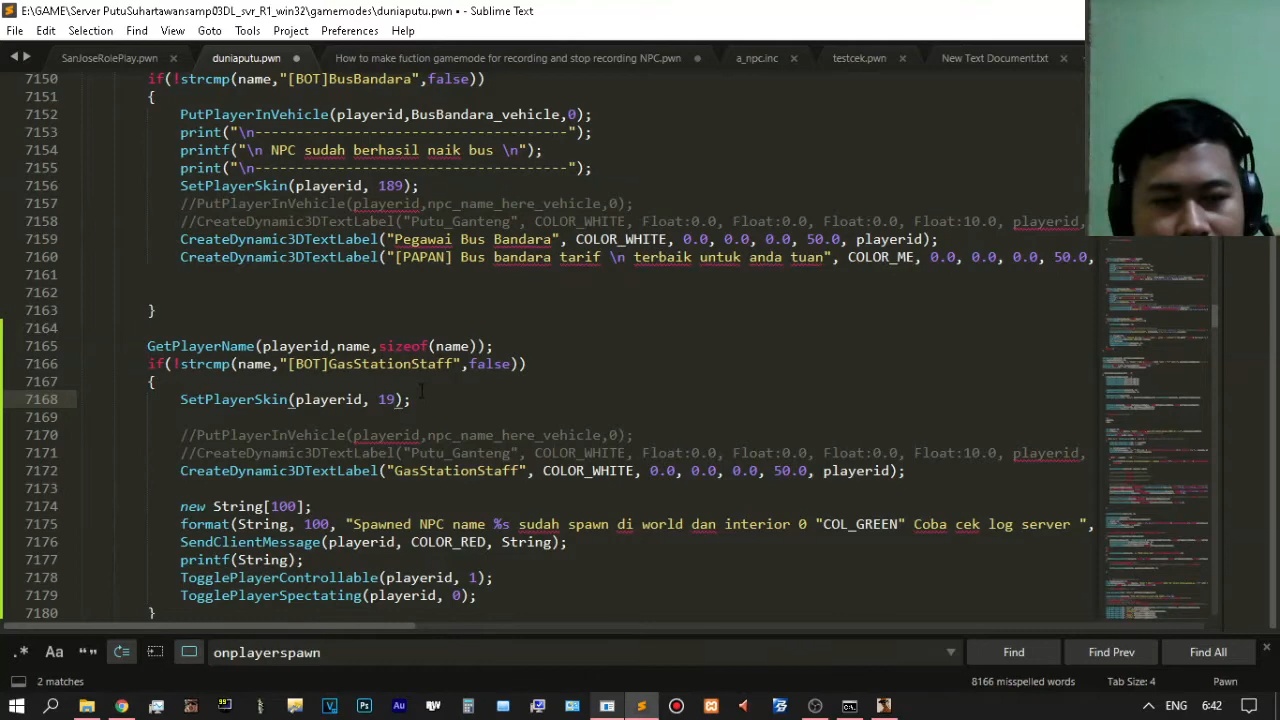 E:\GAME\Server PutuSuhartawansamp03DL_svr_R1_win32\gamemodes\duniaputu.pwn • - Sublime Text
File Edit Selection Find View Goto Tools Project Preferences Help
SanJoseRolePlay.pwn duniaputu.pwn How to make fuction gamemode for recording and stop recording NPC.pwn a_npc.inc testcek.pwn New Text Document.txt
7150 if(!strcmp(name,"[BOT]BusBandara",false))
7151 {
7152 PutPlayerInVehicle(playerid,BusBandara_vehicle,0);
7153 print("\n--------------------------------------");
7154 printf("\n NPC sudah berhasil naik bus \n");
7155 print("\n--------------------------------------");
7156 SetPlayerSkin(playerid, 189);
7157 //PutPlayerInVehicle(playerid,npc_name_here_vehicle,0);
7158 //CreateDynamic3DTextLabel("Putu_Ganteng", COLOR_WHITE, Float:0.0, Float:0.0, Float:0.0, Float:10.0, playerid,
7159 CreateDynamic3DTextLabel("Pegawai Bus Bandara", COLOR_WHITE, 0.0, 0.0, 0.0, 50.0, playerid);
7160 CreateDynamic3DTextLabel("[PAPAN] Bus bandara tarif \n terbaik untuk anda tuan", COLOR_ME, 0.0, 0.0, 0.0, 50.0,
7161
7162
7163 }
7164
7165 GetPlayerName(playerid,name,sizeof(name));
7166 if(!strcmp(name,"[BOT]GasStationStaff",false))
7167 {
7168 SetPlayerSkin(playerid, 19);
7169
7170 //PutPlayerInVehicle(playerid,npc_name_here_vehicle,0);
7171 //CreateDynamic3DTextLabel("Putu_Ganteng", COLOR_WHITE, Float:0.0, Float:0.0, Float:0.0, Float:10.0, playerid,
7172 CreateDynamic3DTextLabel("GasStationStaff", COLOR_WHITE, 0.0, 0.0, 0.0, 50.0, playerid);
7173
7174 new String[100];
7175 format(String, 100, "Spawned NPC name %s sudah spawn di world dan interior 0 "COL_GREEN" Coba cek log server ",
7176 SendClientMessage(playerid, COLOR_RED, String);
7177 printf(String);
7178 TogglePlayerControllable(playerid, 1);
7179 TogglePlayerSpectating(playerid, 0);
7180 }
.* Aa “” onplayerspawn Find Find Prev Find All
2 matches 8166 misspelled words Tab Size: 4 Pawn
ENG 6:42